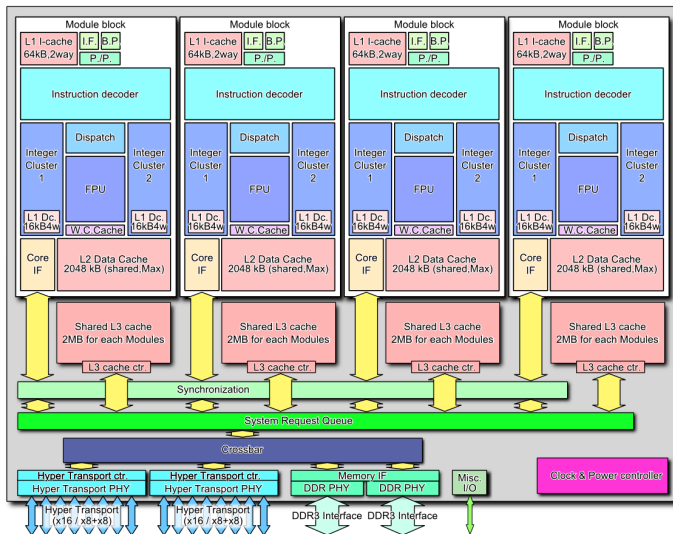 Module block
L1 I-cache
64kB,2way
I.F.
B.P.
P./P.
Instruction decoder
Integer
Cluster
1
Dispatch
FPU
Integer
Cluster
2
L1 Dc.
16kB4w
W.C.Cache
L1 Dc.
16kB4w
Core
IF
L2 Data Cache
2048 kB (shared,Max)
Shared L3 cache
2MB for each Modules
L3 cache ctr.
Module block
L1 I-cache
64kB,2way
I.F.
B.P.
P./P.
Instruction decoder
Integer
Cluster
1
Dispatch
FPU
Integer
Cluster
2
L1 Dc.
16kB4w
W.C.Cache
L1 Dc.
16kB4w
Core
IF
L2 Data Cache
2048 kB (shared,Max)
Shared L3 cache
2MB for each Modules
L3 cache ctr.
Module block
L1 I-cache
64kB,2way
I.F.
B.P.
P./P.
Instruction decoder
Integer
Cluster
1
Dispatch
FPU
Integer
Cluster
2
L1 Dc.
16kB4w
W.C.Cache
L1 Dc.
16kB4w
Core
IF
L2 Data Cache
2048 kB (shared,Max)
Shared L3 cache
2MB for each Modules
L3 cache ctr.
Module block
L1 I-cache
64kB,2way
I.F.
B.P.
P./P.
Instruction decoder
Integer
Cluster
1
Dispatch
FPU
Integer
Cluster
2
L1 Dc.
16kB4w
W.C.Cache
L1 Dc.
16kB4w
Core
IF
L2 Data Cache
2048 kB (shared,Max)
Shared L3 cache
2MB for each Modules
L3 cache ctr.
Synchronization
System Request Queue
Crossbar
Hyper Transport ctr.
Hyper Transport PHY
Hyper Transport
(x16 / x8+x8)
Hyper Transport ctr.
Hyper Transport PHY
Hyper Transport
(x16 / x8+x8)
Memory IF
DDR PHY
DDR PHY
DDR3 Interface
DDR3 Interface
Misc.
I/O
Clock & Power controller